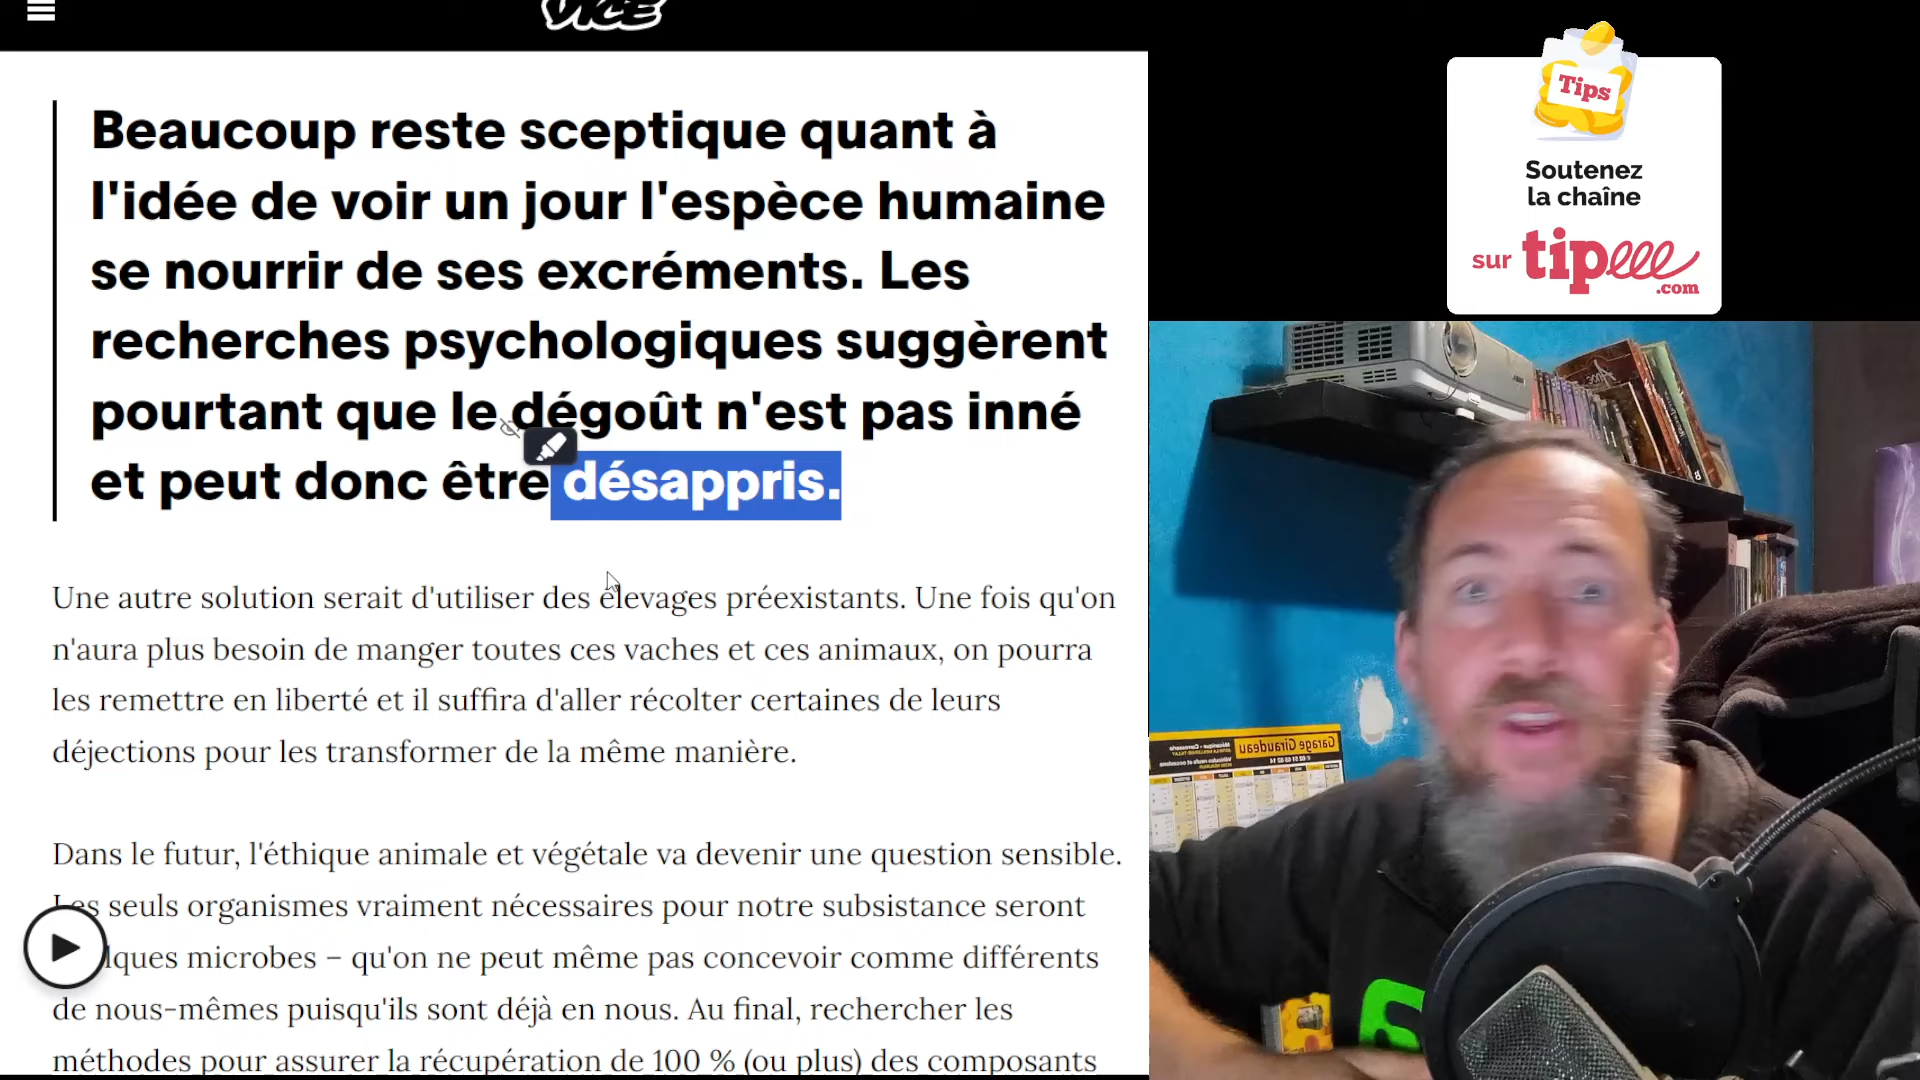 VICE
Beaucoup reste sceptique quant à
l'idée de voir un jour l'espèce humaine
se nourrir de ses excréments. Les
recherches psychologiques suggèrent
pourtant que le dégoût n'est pas inné
et peut donc être désappris.
Une autre solution serait d'utiliser des élevages préexistants. Une fois qu'on
n'aura plus besoin de manger toutes ces vaches et ces animaux, on pourra
les remettre en liberté et il suffira d'aller récolter certaines de leurs
déjections pour les transformer de la même manière.
Dans le futur, l'éthique animale et végétale va devenir une question sensible.
Les seuls organismes vraiment nécessaires pour notre subsistance seront
lques microbes – qu'on ne peut même pas concevoir comme différents
de nous-mêmes puisqu'ils sont déjà en nous. Au final, rechercher les
méthodes pour assurer la récupération de 100 % (ou plus) des composants
Tips
Soutenez
la chaîne
sur tipeee
.com
Garage Giraudeau